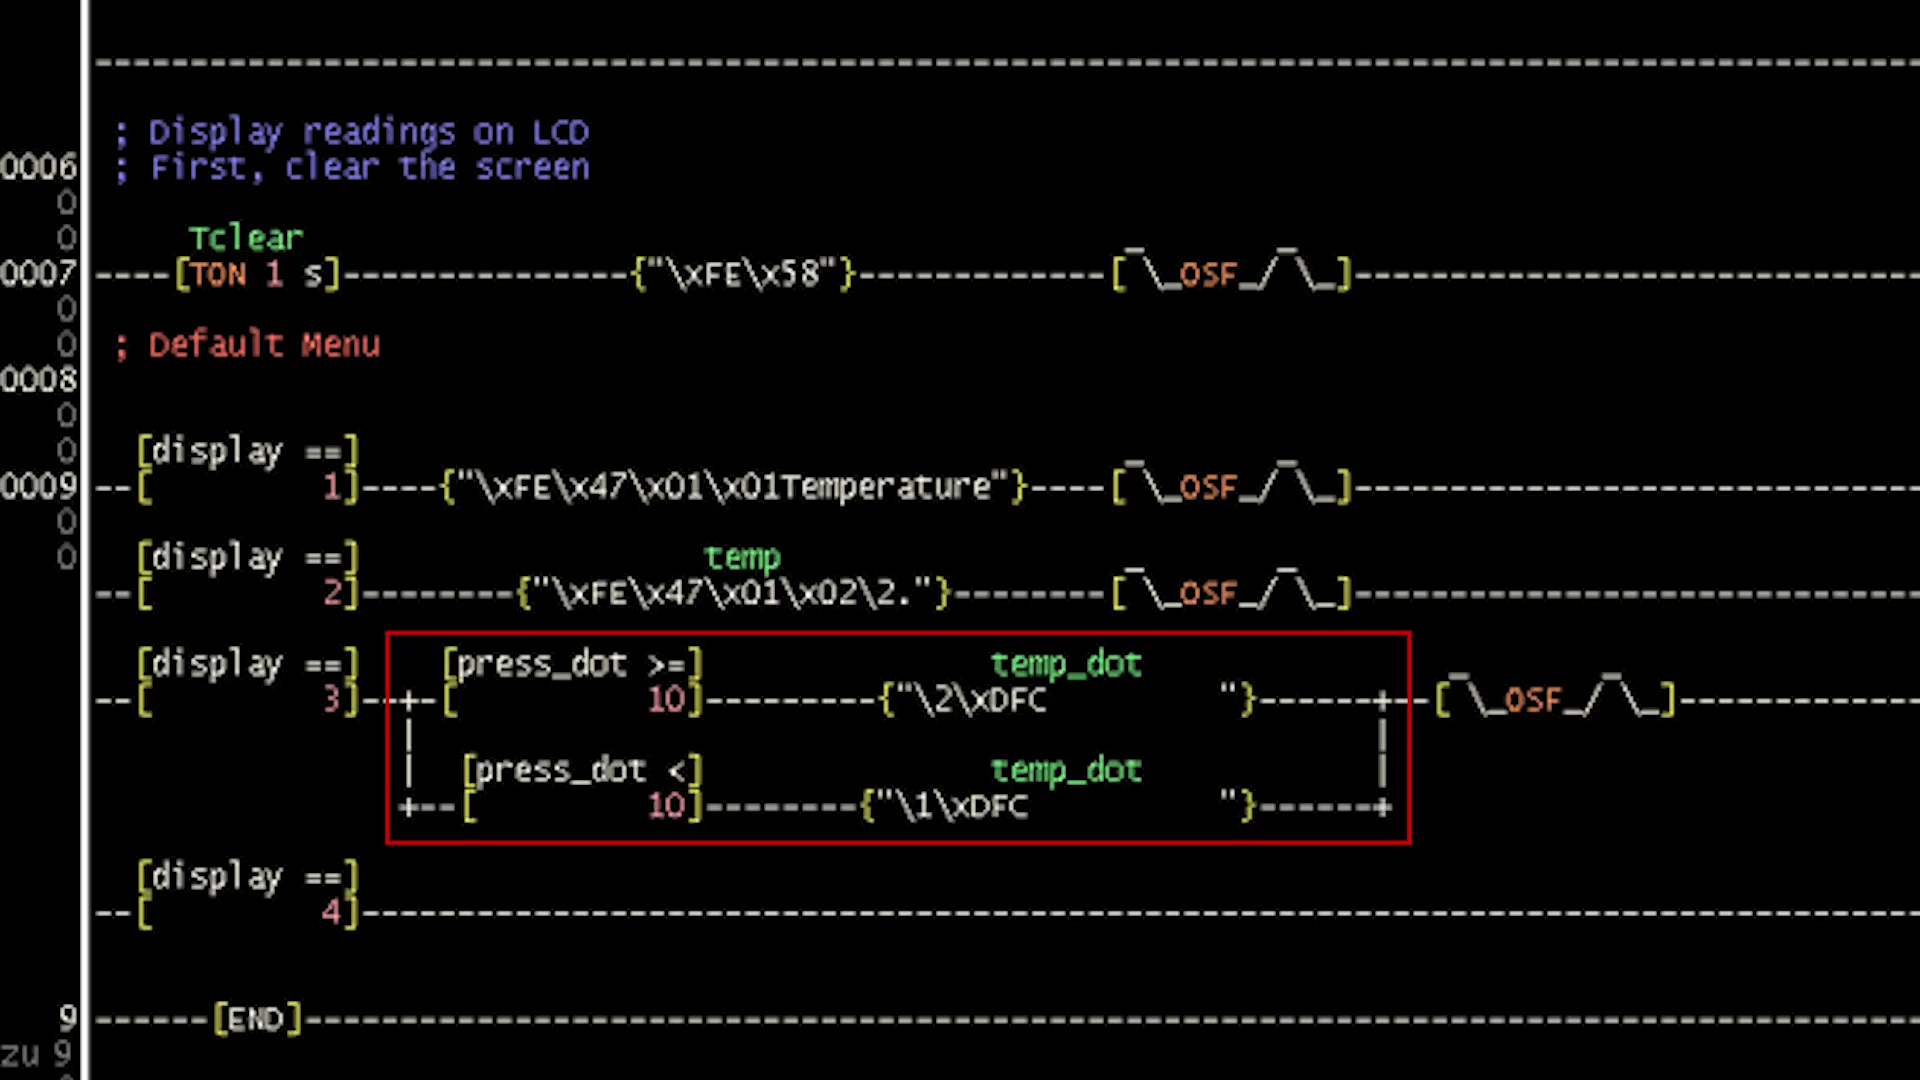 ; Display readings on LCD
0006 ; First, clear the screen
0
0 Tclear
0007 ----[TON 1 s]---------------{"\xFE\x58"}-------------[‾\_OSF_/‾\_]------------------------------
0
0 ; Default Menu
0008
0
0 [display ==]
0009 --[ 1]----{"\xFE\x47\x01\x01Temperature"}----[‾\_OSF_/‾\_]------------------------------
0
0 [display ==] temp
--[ 2]--------{"\xFE\x47\x01\x02\2."}--------[‾\_OSF_/‾\_]------------------------------
[display ==] [press_dot >=] temp_dot
--[ 3]--+-[ 10]---------{"\2\xDFC "}------+--[‾\_OSF_/‾\_]-------------
[press_dot <] temp_dot
+--[ 10]--------{"\1\xDFC "}------+
[display ==]
--[ 4]----------------------------------------------------------------------------------
9 ------[END]--------------------------------------------------------------------------------------
zu 9